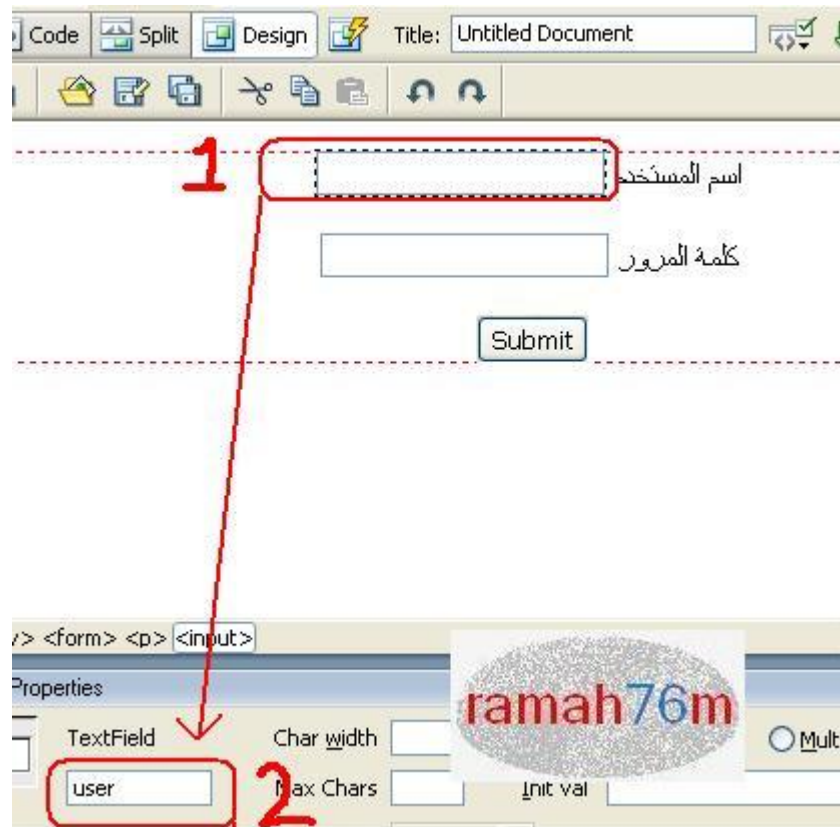 Code Split Design Title: Untitled Document
1
اسم المستخدم
كلمة المرور
Submit
<form> <p> <input>
Properties
ramah76m
TextField Char width
user 2 Max Chars Init val